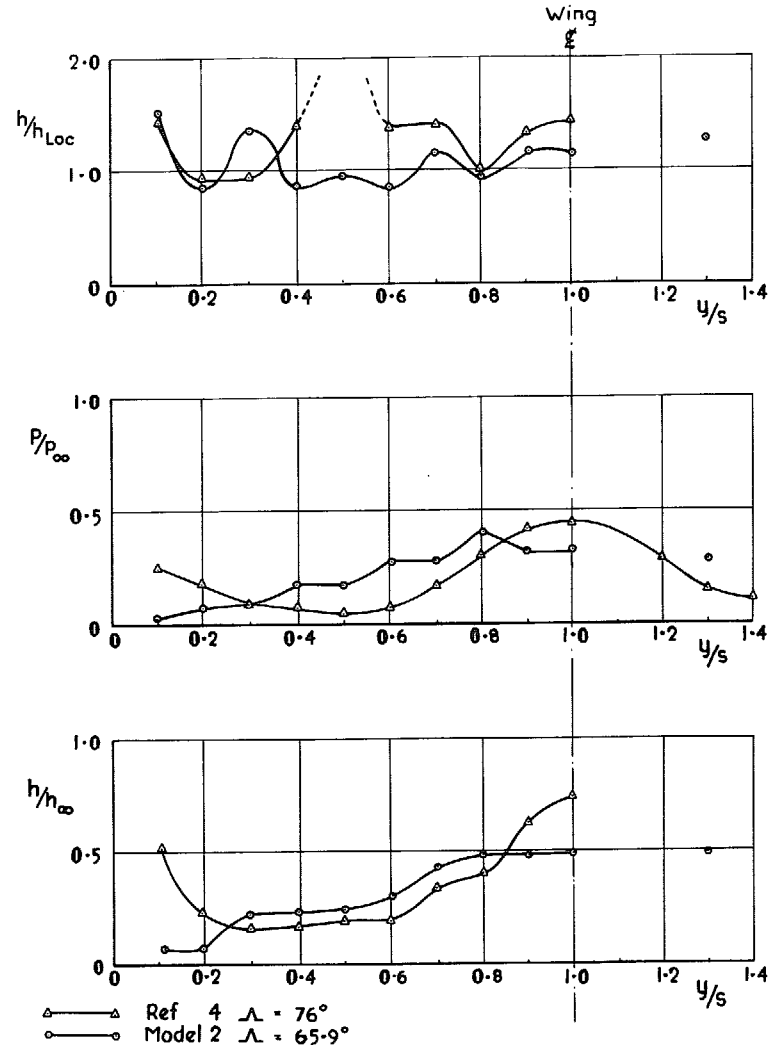 Wing
℄
2·0
h/h Loc
1·0
0
0 0·2 0·4 0·6 0·8 1·0 1·2 1·4
y/s
1·0
P/p∞
0·5
0
0 0·2 0·4 0·6 0·8 1·0 1·2 1·4
y/s
1·0
h/h∞
0·5
0
0 0·2 0·4 0·6 0·8 1·0 1·2 1·4
y/s
Ref 4 Λ = 76°
Model 2 Λ = 65·9°